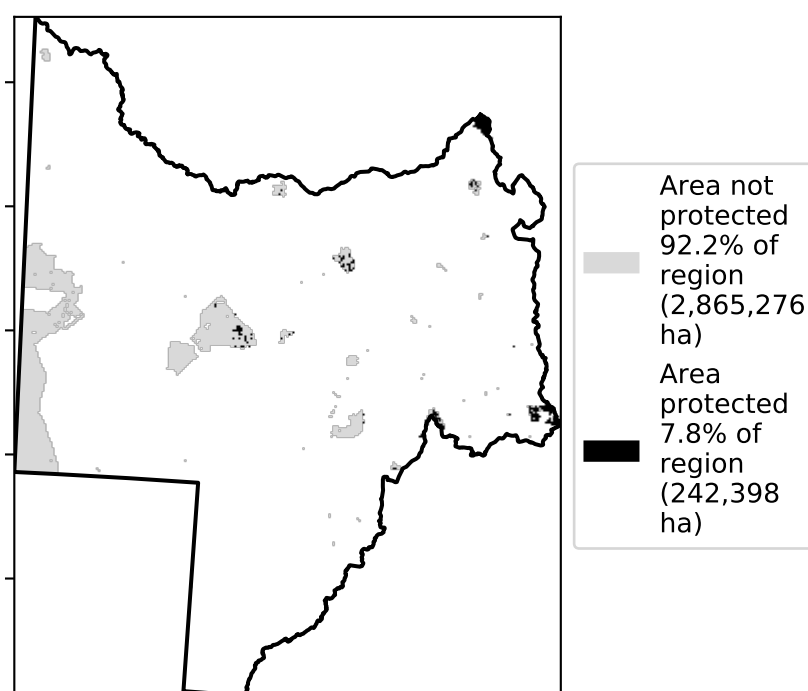 Area not
protected
92.2% of
region
(2,865,276
ha)
Area
protected
7.8% of
region
(242,398
ha)